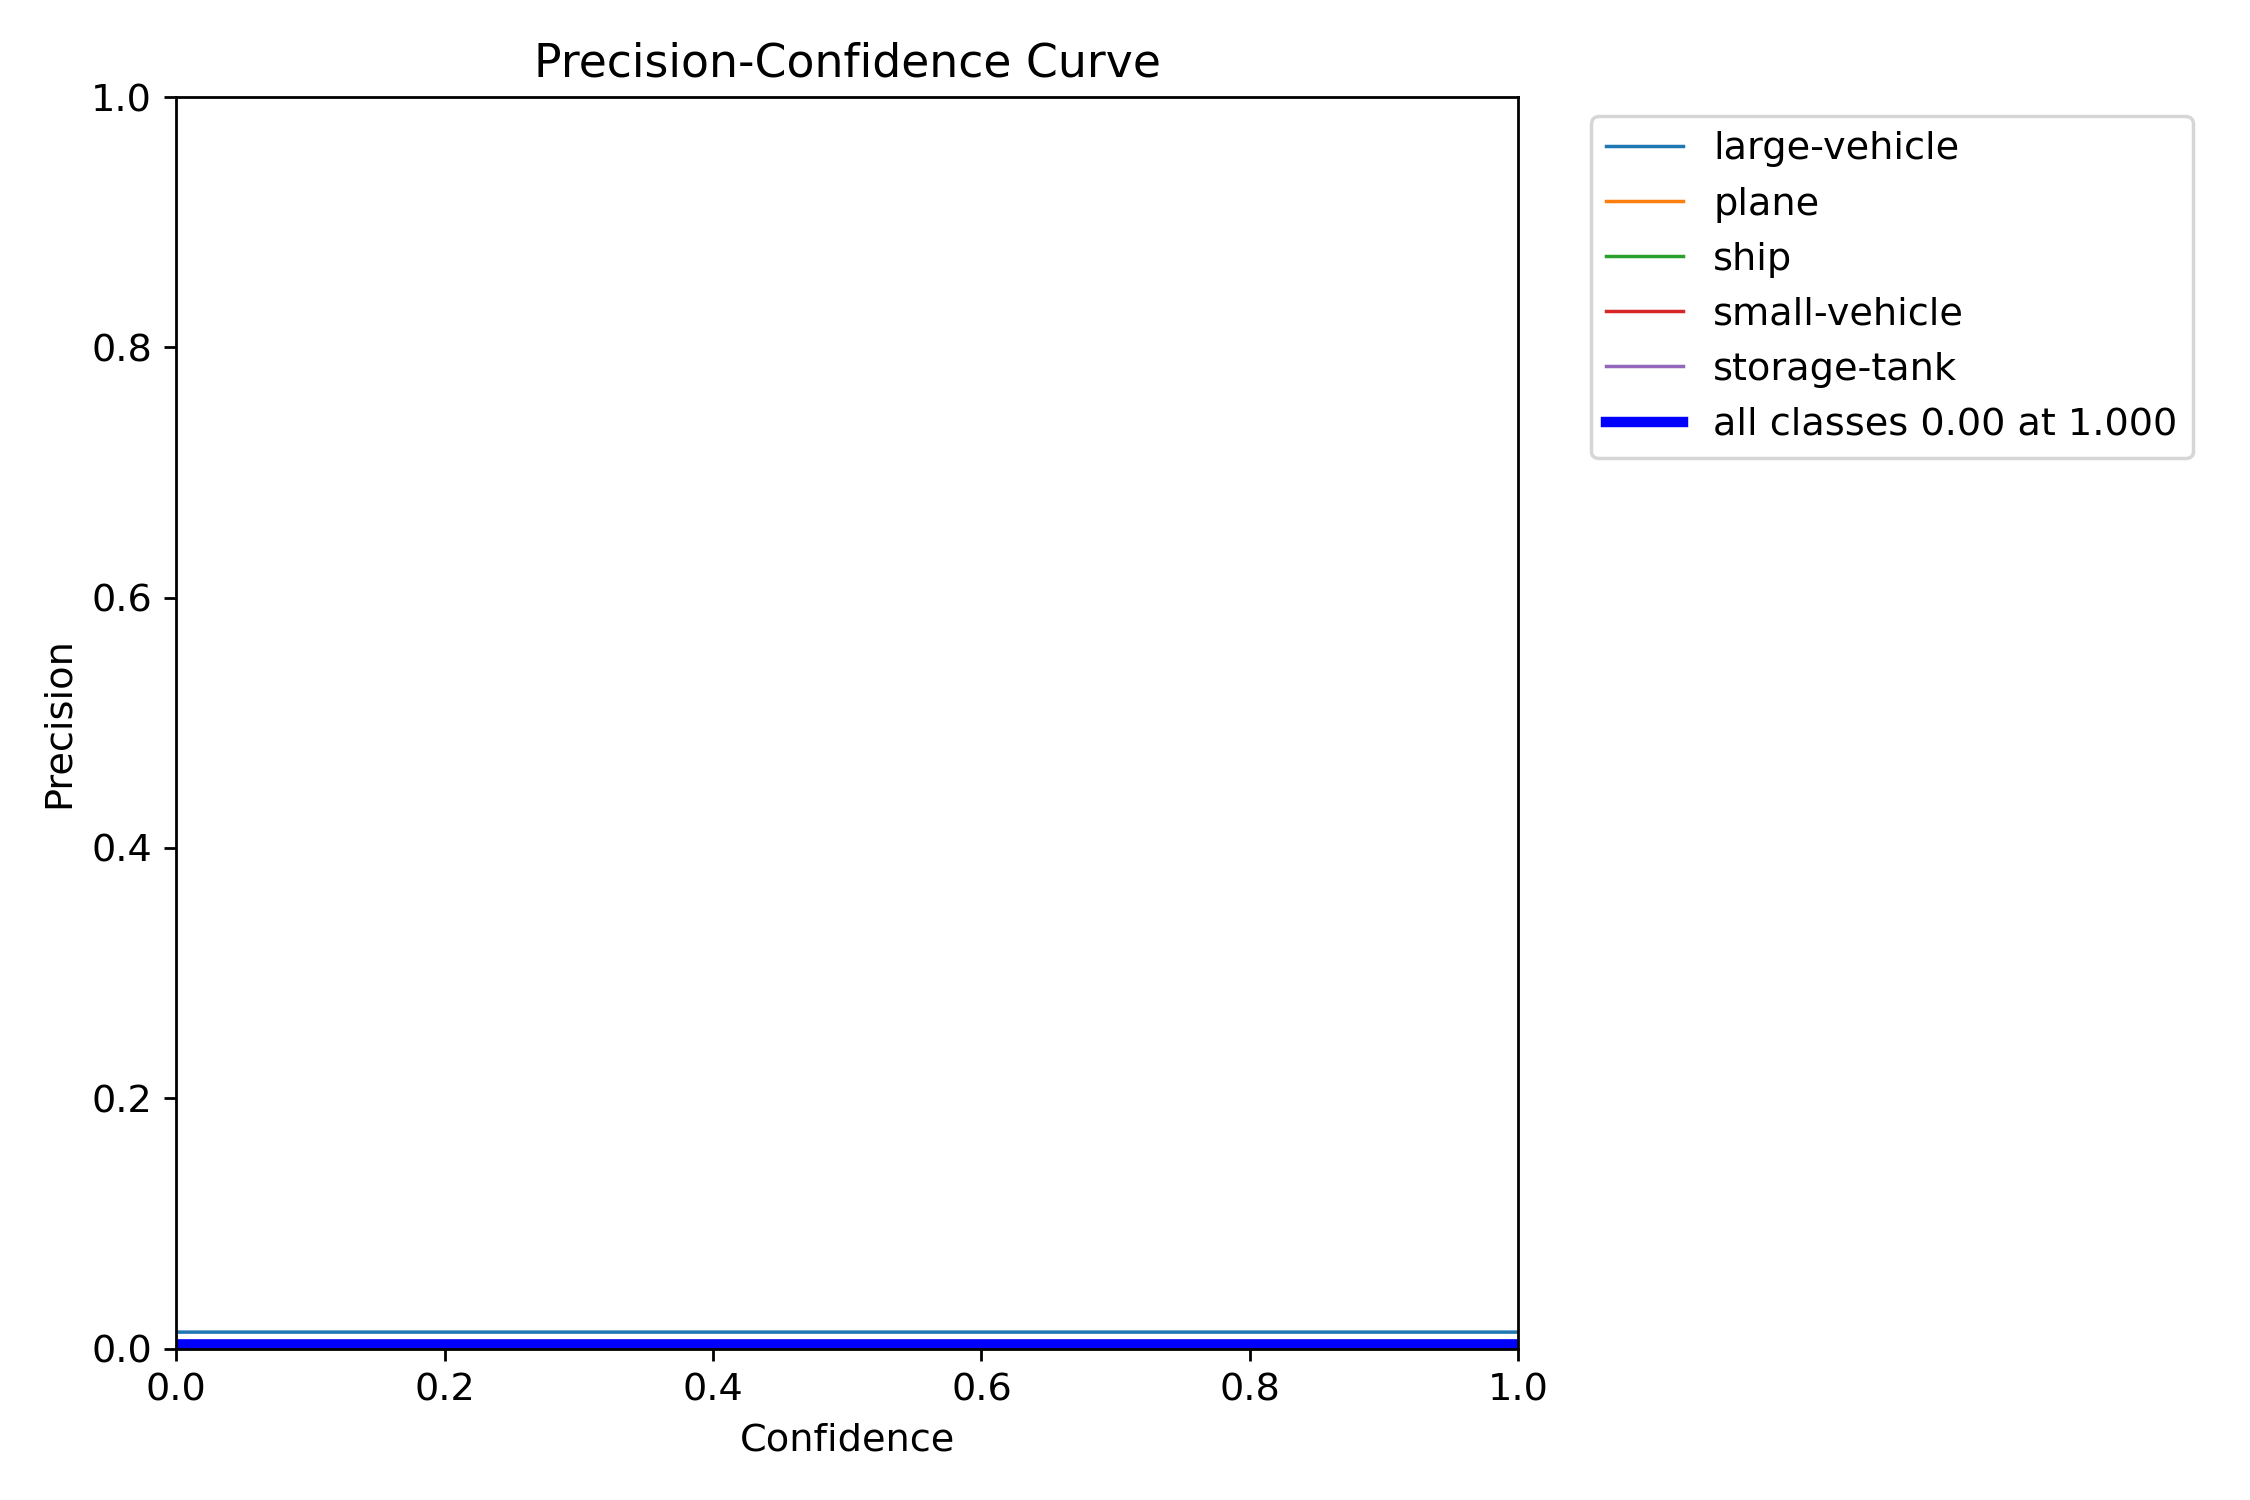 Precision-Confidence Curve
1.0
0.8
0.6
0.4
0.2
0.0
Precision
0.0 0.2 0.4 0.6 0.8 1.0
Confidence
large-vehicle
plane
ship
small-vehicle
storage-tank
all classes 0.00 at 1.000